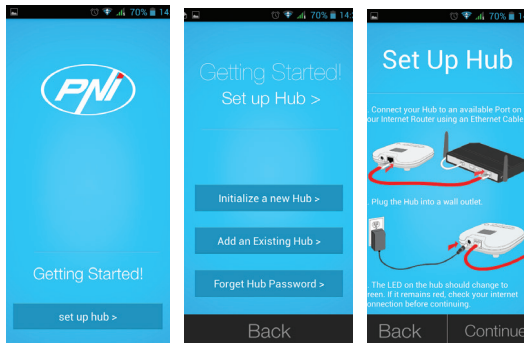 70% 14
PNI
Getting Started!
set up hub >
70% 14:
Getting Started!
Set up Hub >
Initialize a new Hub >
Add an Existing Hub >
Forget Hub Password >
Back
70% 14
Set Up Hub
. Connect your Hub to an available Port on
our Internet Router using an Ethernet Cable
. Plug the Hub into a wall outlet
. The LED on the hub should change to
reen. If it remains red, check your internet
onnection before continuing.
Back Continue